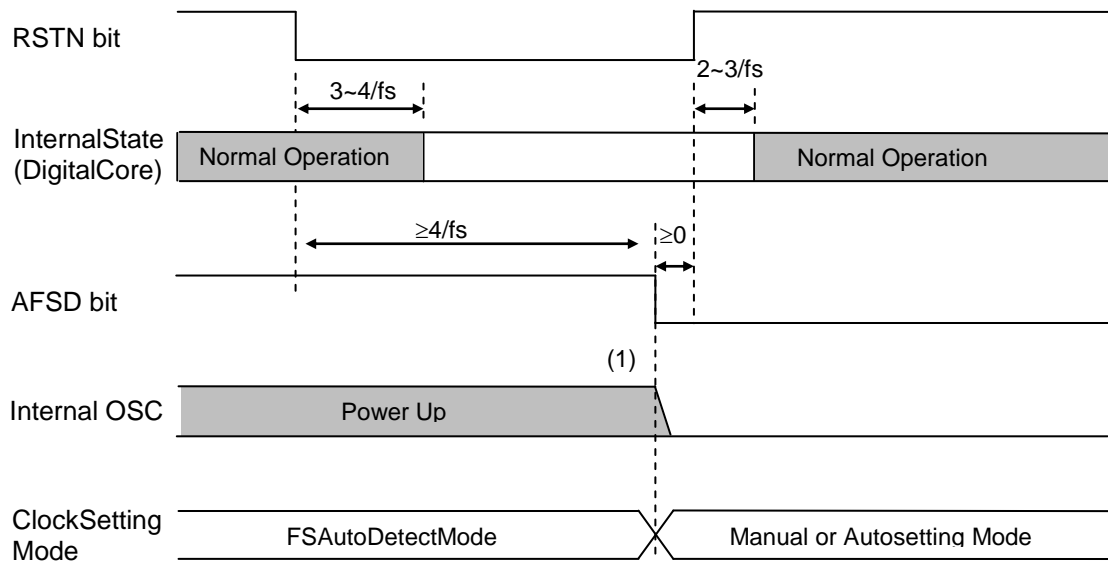 RSTN bit
2~3/fs
3~4/fs
InternalState
(DigitalCore)
Normal Operation
Normal Operation
≥4/fs
≥0
AFSD bit
(1)
Internal OSC
Power Up
ClockSetting
Mode
FSAutoDetectMode
Manual or Autosetting Mode